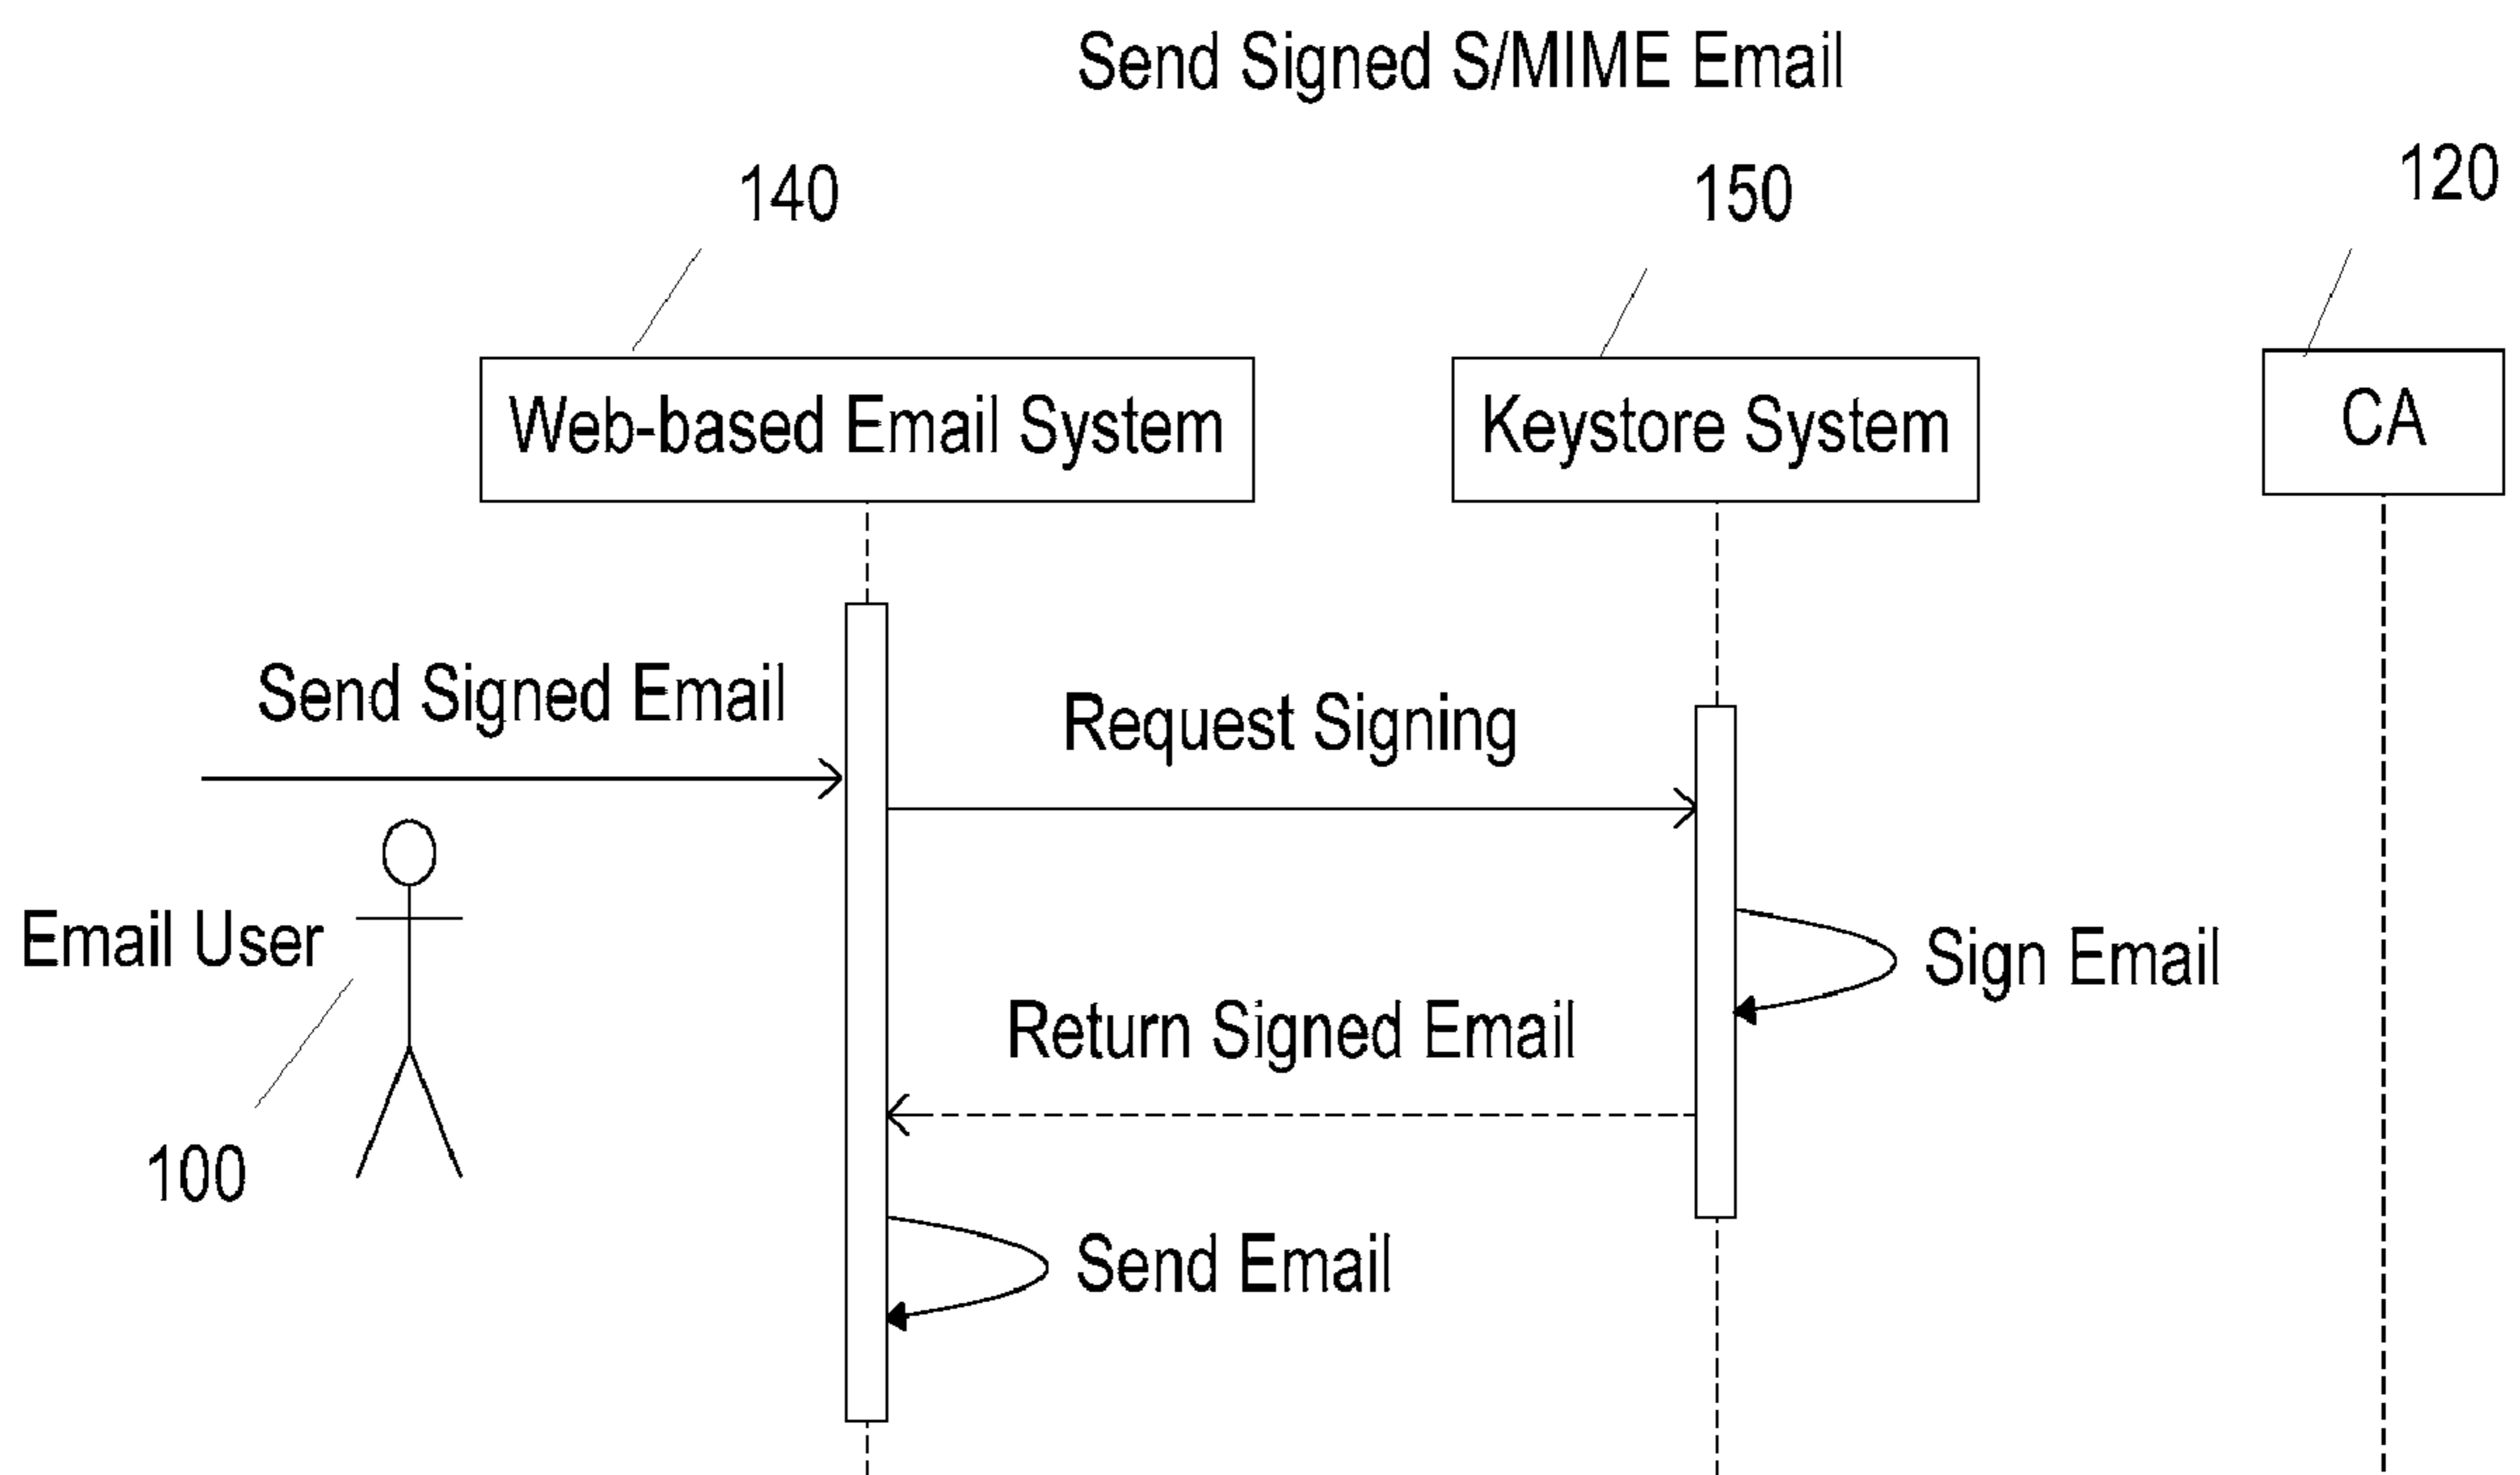 Send Signed S/MIME Email
140
150
120
Web-based Email System
Keystore System
CA
Send Signed Email
Request Signing
Email User
Sign Email
Return Signed Email
100
Send Email